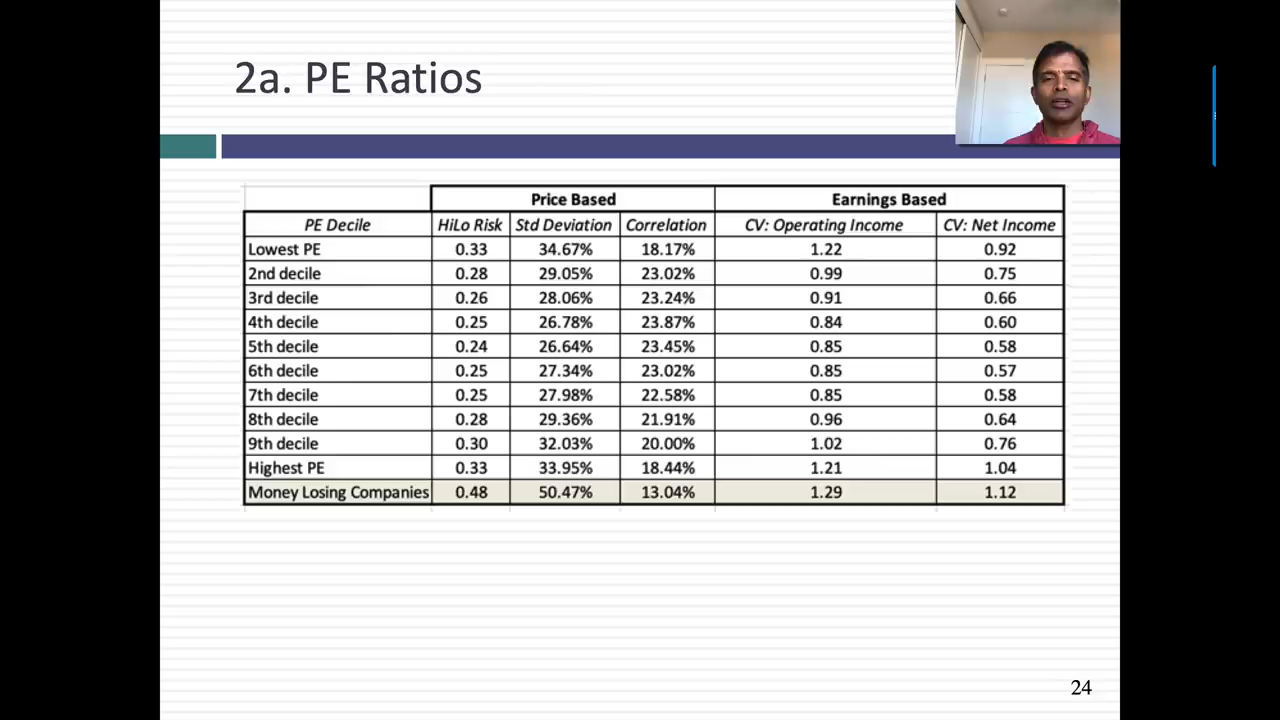 2a. PE Ratios
Price Based Earnings Based
PE Decile HiLo Risk Std Deviation Correlation CV: Operating Income CV: Net Income
Lowest PE 0.33 34.67% 18.17% 1.22 0.92
2nd decile 0.28 29.05% 23.02% 0.99 0.75
3rd decile 0.26 28.06% 23.24% 0.91 0.66
4th decile 0.25 26.78% 23.87% 0.84 0.60
5th decile 0.24 26.64% 23.45% 0.85 0.58
6th decile 0.25 27.34% 23.02% 0.85 0.57
7th decile 0.25 27.98% 22.58% 0.85 0.58
8th decile 0.28 29.36% 21.91% 0.96 0.64
9th decile 0.30 32.03% 20.00% 1.02 0.76
Highest PE 0.33 33.95% 18.44% 1.21 1.04
Money Losing Companies 0.48 50.47% 13.04% 1.29 1.12
24